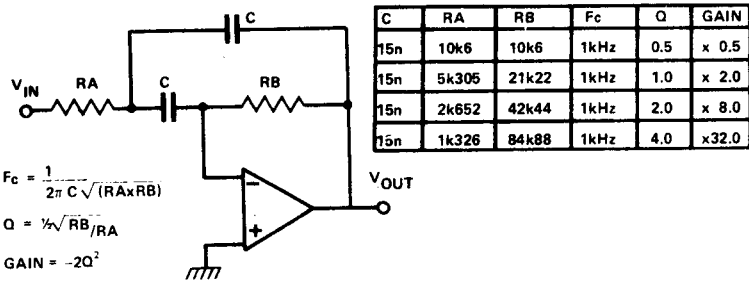 C
V_IN
RA
C
RB
V_OUT
−
+
Fc = 1 / 2π C √(RAxRB)
Q = ½√RB/RA
GAIN = −2Q²
C RA RB Fc Q GAIN
15n 10k6 10k6 1kHz 0.5 x 0.5
15n 5k305 21k22 1kHz 1.0 x 2.0
15n 2k652 42k44 1kHz 2.0 x 8.0
15n 1k326 84k88 1kHz 4.0 x32.0